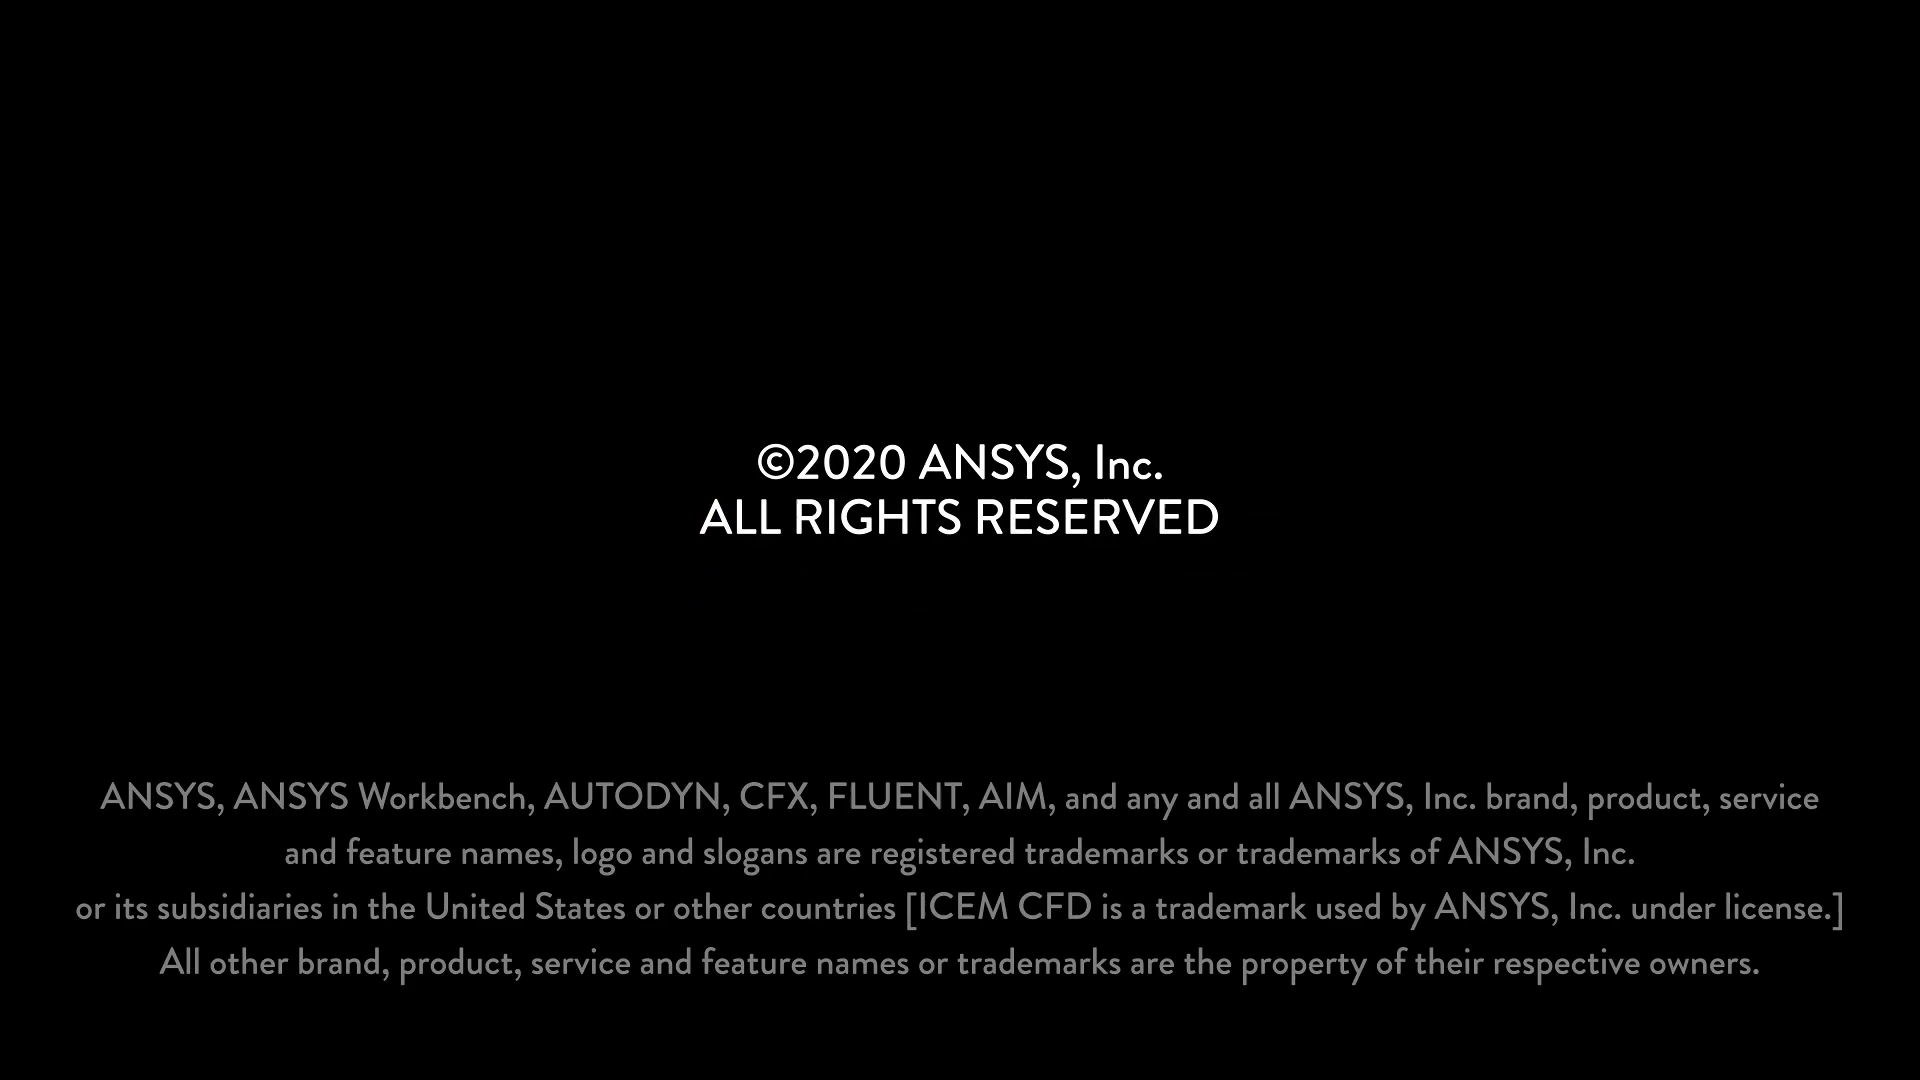 ©2020 ANSYS, Inc.
ALL RIGHTS RESERVED
ANSYS, ANSYS Workbench, AUTODYN, CFX, FLUENT, AIM, and any and all ANSYS, Inc. brand, product, service
and feature names, logo and slogans are registered trademarks or trademarks of ANSYS, Inc.
or its subsidiaries in the United States or other countries [ICEM CFD is a trademark used by ANSYS, Inc. under license.]
All other brand, product, service and feature names or trademarks are the property of their respective owners.